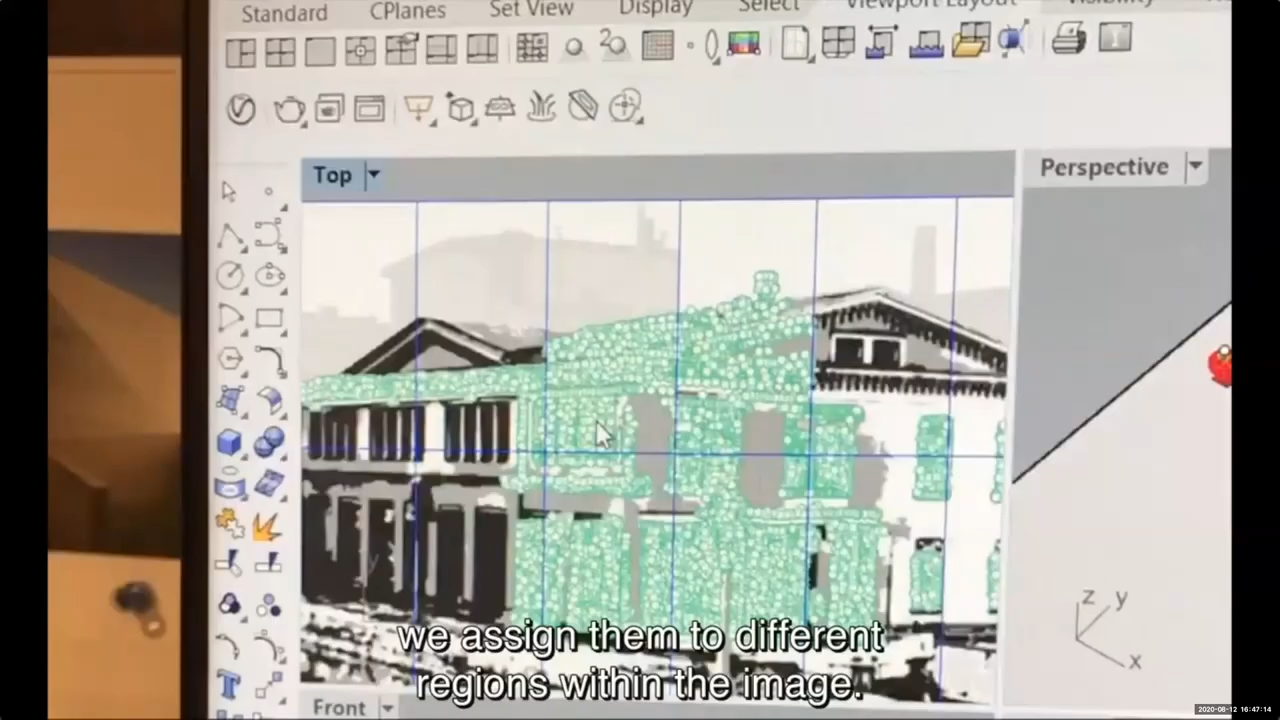 Standard CPlanes Set View Display Select Viewport Layout Visibility
Top
Perspective
z y
x
we assign them to different
regions within the image.
Front
2020-08-12 16:47:14